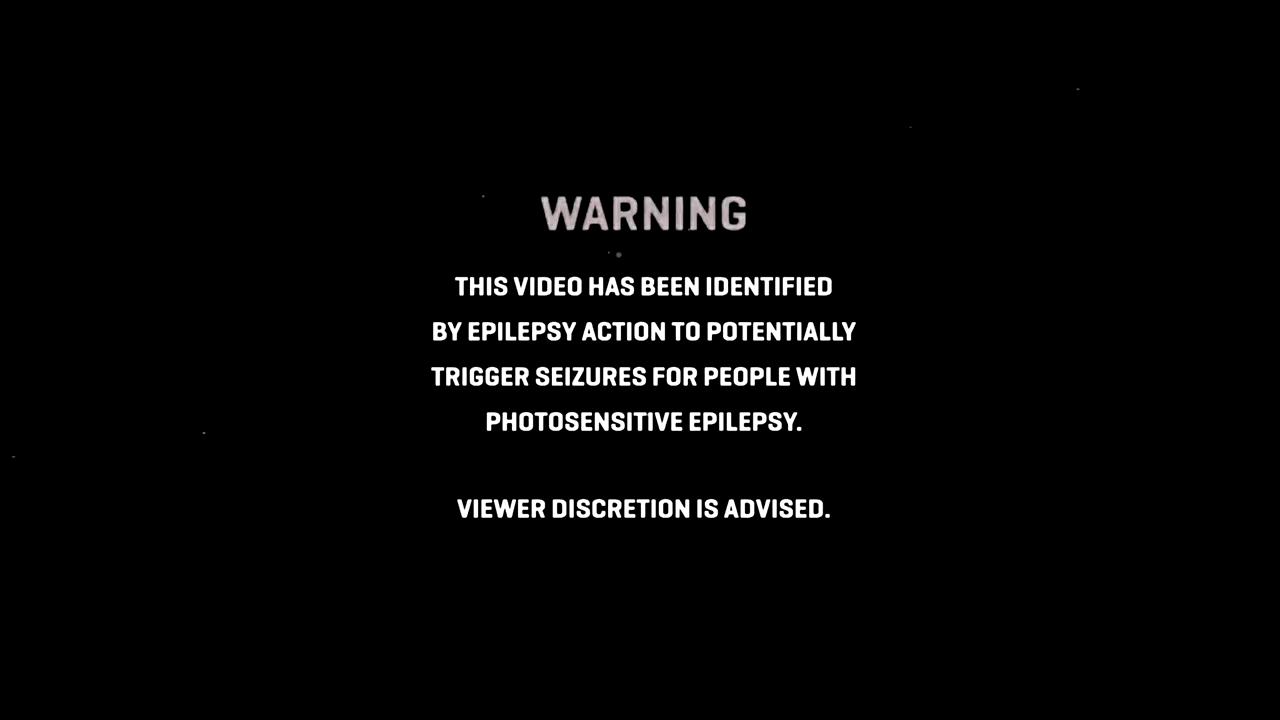 WARNING
THIS VIDEO HAS BEEN IDENTIFIED
BY EPILEPSY ACTION TO POTENTIALLY
TRIGGER SEIZURES FOR PEOPLE WITH
PHOTOSENSITIVE EPILEPSY.
VIEWER DISCRETION IS ADVISED.